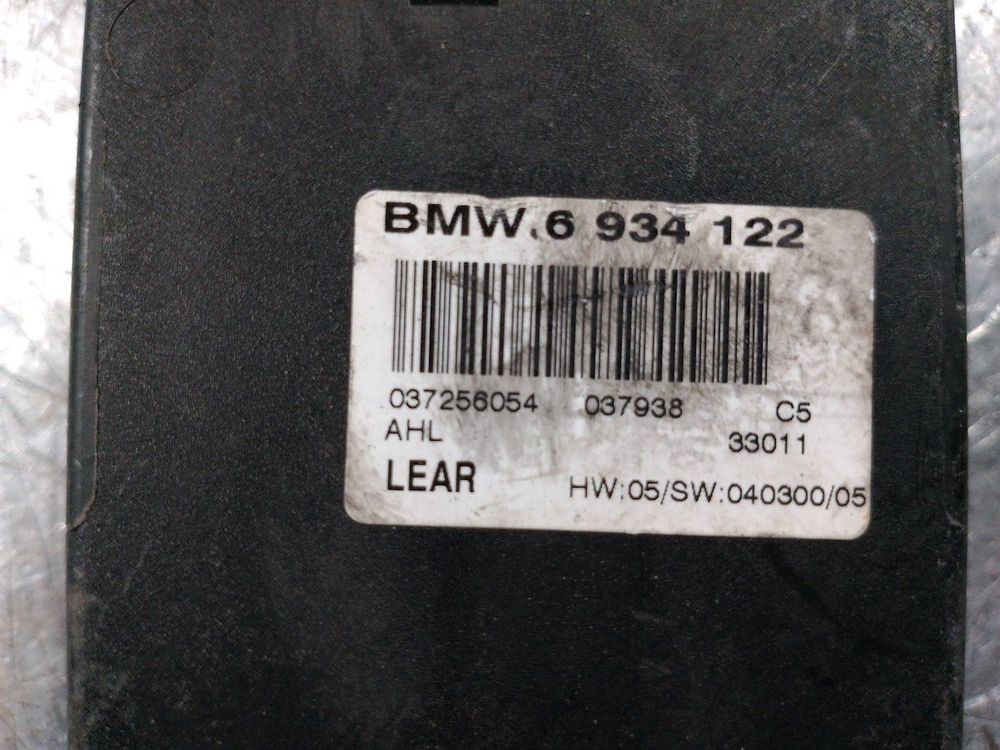 BMW.6 934 122
037256054 037938 C5
AHL 33011
LEAR HW:05/SW:040300/05